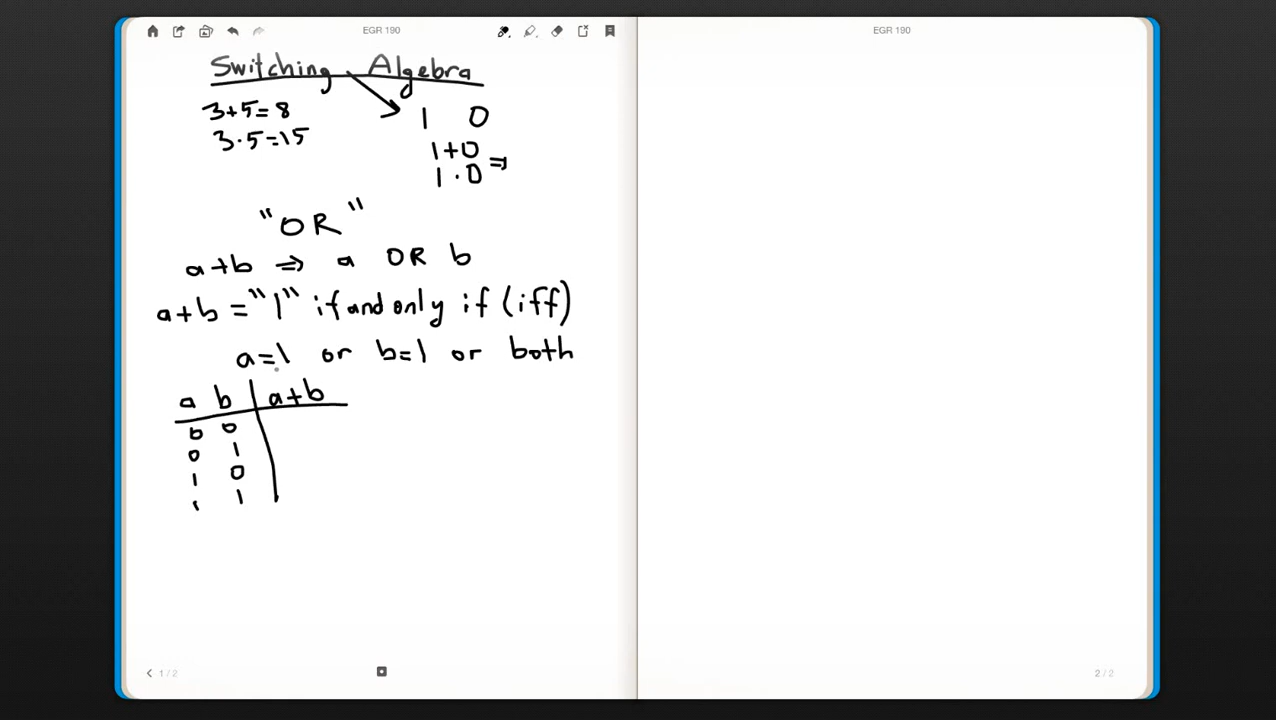 EGR 190
EGR 190
Switching Algebra
3+5=8
3·5=15
1 0
1+0
1·0 ⇒
"OR"
a+b ⇒ a OR b
a+b="1" if and only if (iff)
a=1 or b=1 or both
a b a+b
0 0
0 1
1 0
1 1
1 / 2
2 / 2